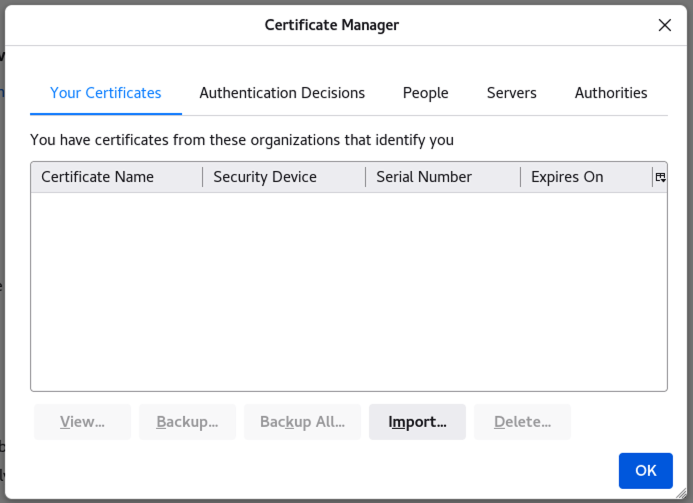 Certificate Manager
Your Certificates Authentication Decisions People Servers Authorities
You have certificates from these organizations that identify you
Certificate Name Security Device Serial Number Expires On
View... Backup... Backup All... Import... Delete...
OK